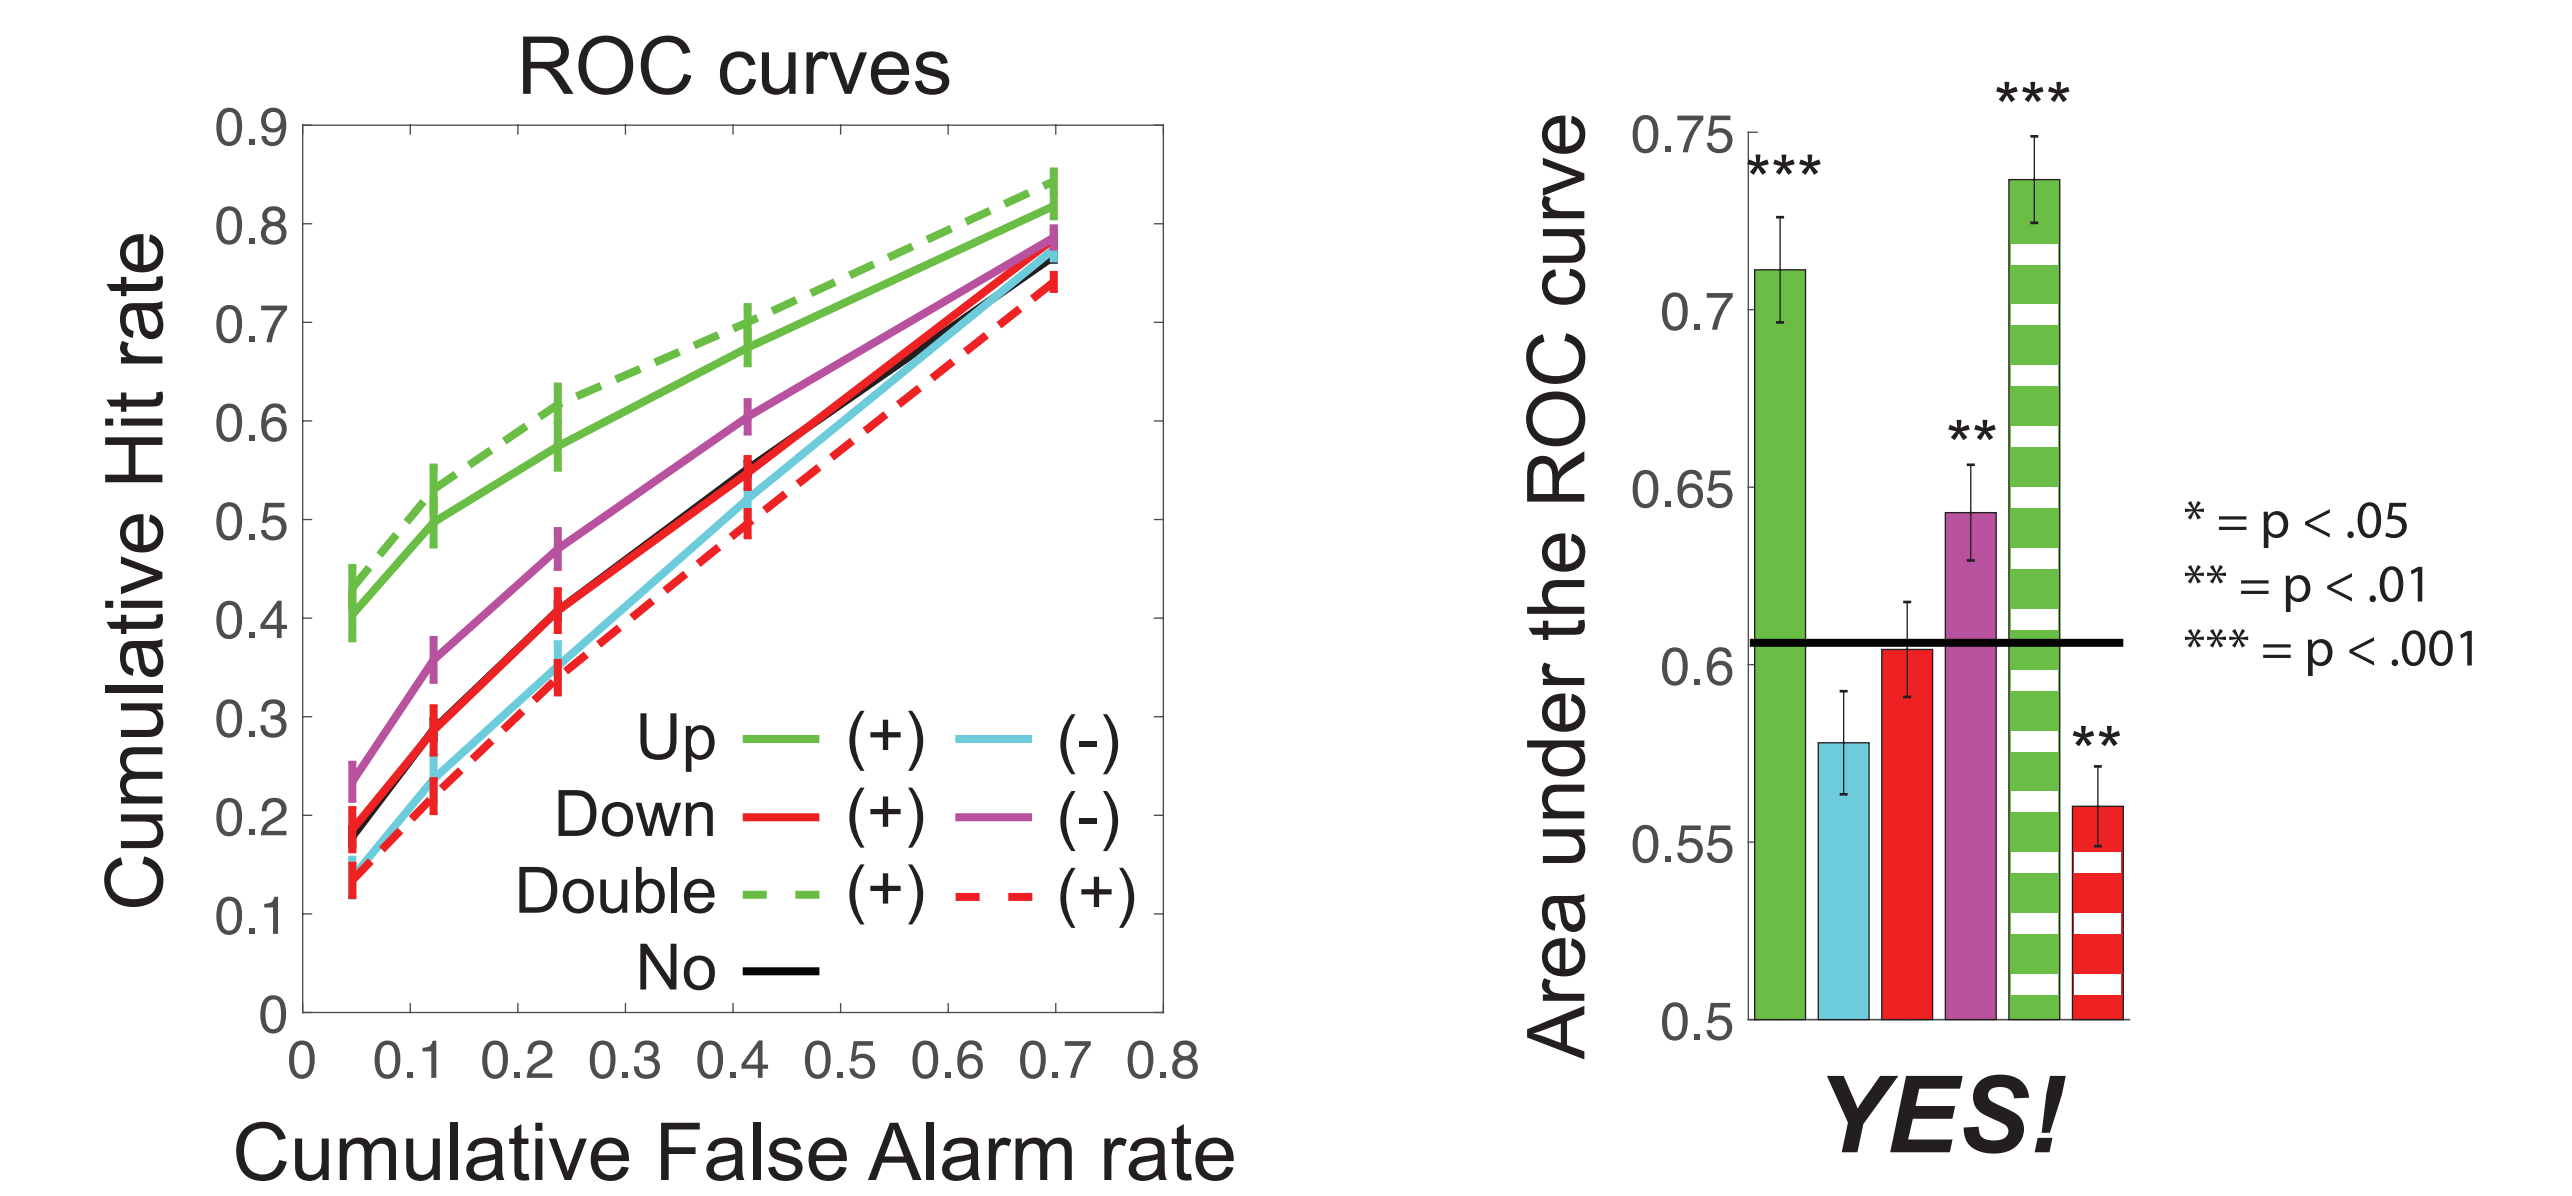 ROC curves
Cumulative Hit rate
0.9
0.8
0.7
0.6
0.5
0.4
0.3
0.2
0.1
0
Up (+) (-)
Down (+) (-)
Double (+) (+)
No
0 0.1 0.2 0.3 0.4 0.5 0.6 0.7 0.8
Cumulative False Alarm rate
Area under the ROC curve
0.75
0.7
0.65
0.6
0.55
0.5
***
**
***
**
YES!
* = p < .05
** = p < .01
*** = p < .001